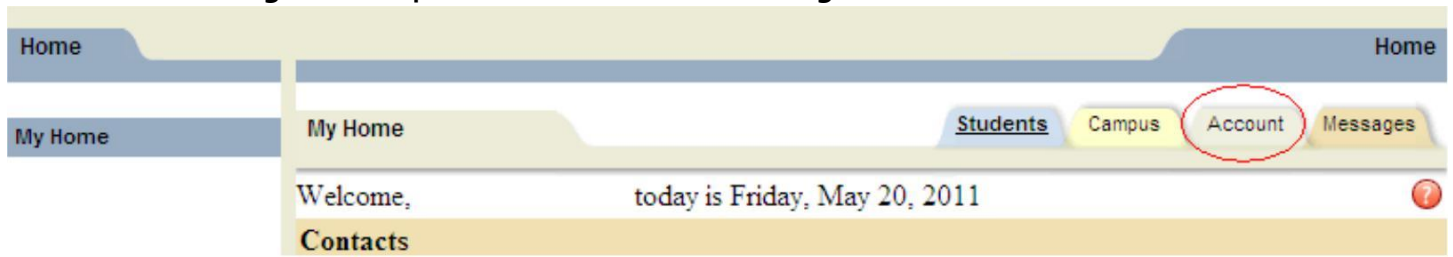 Home
Home
My Home
My Home
Students
Campus
Account
Messages
Welcome, today is Friday, May 20, 2011
?
Contacts